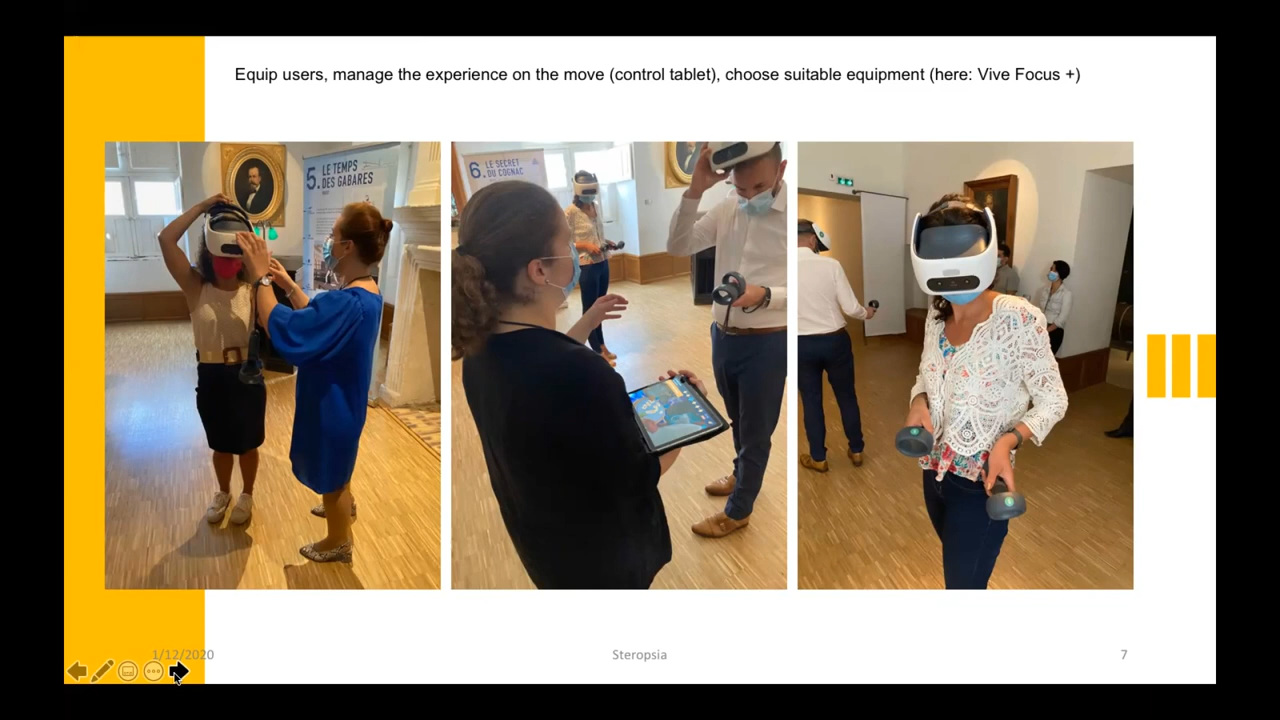 Equip users, manage the experience on the move (control tablet), choose suitable equipment (here: Vive Focus +)
5. LE TEMPS
DES GABARES
6. LE SECRET
DU COGNAC
1/12/2020
Steropsia
7